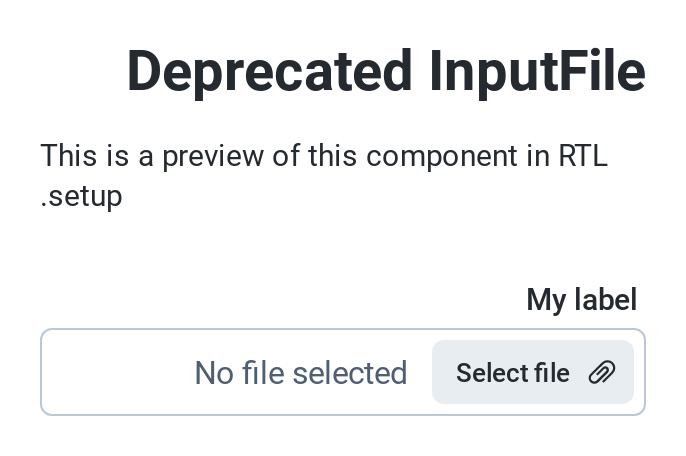 Deprecated InputFile
This is a preview of this component in RTL
.setup
My label
No file selected
Select file